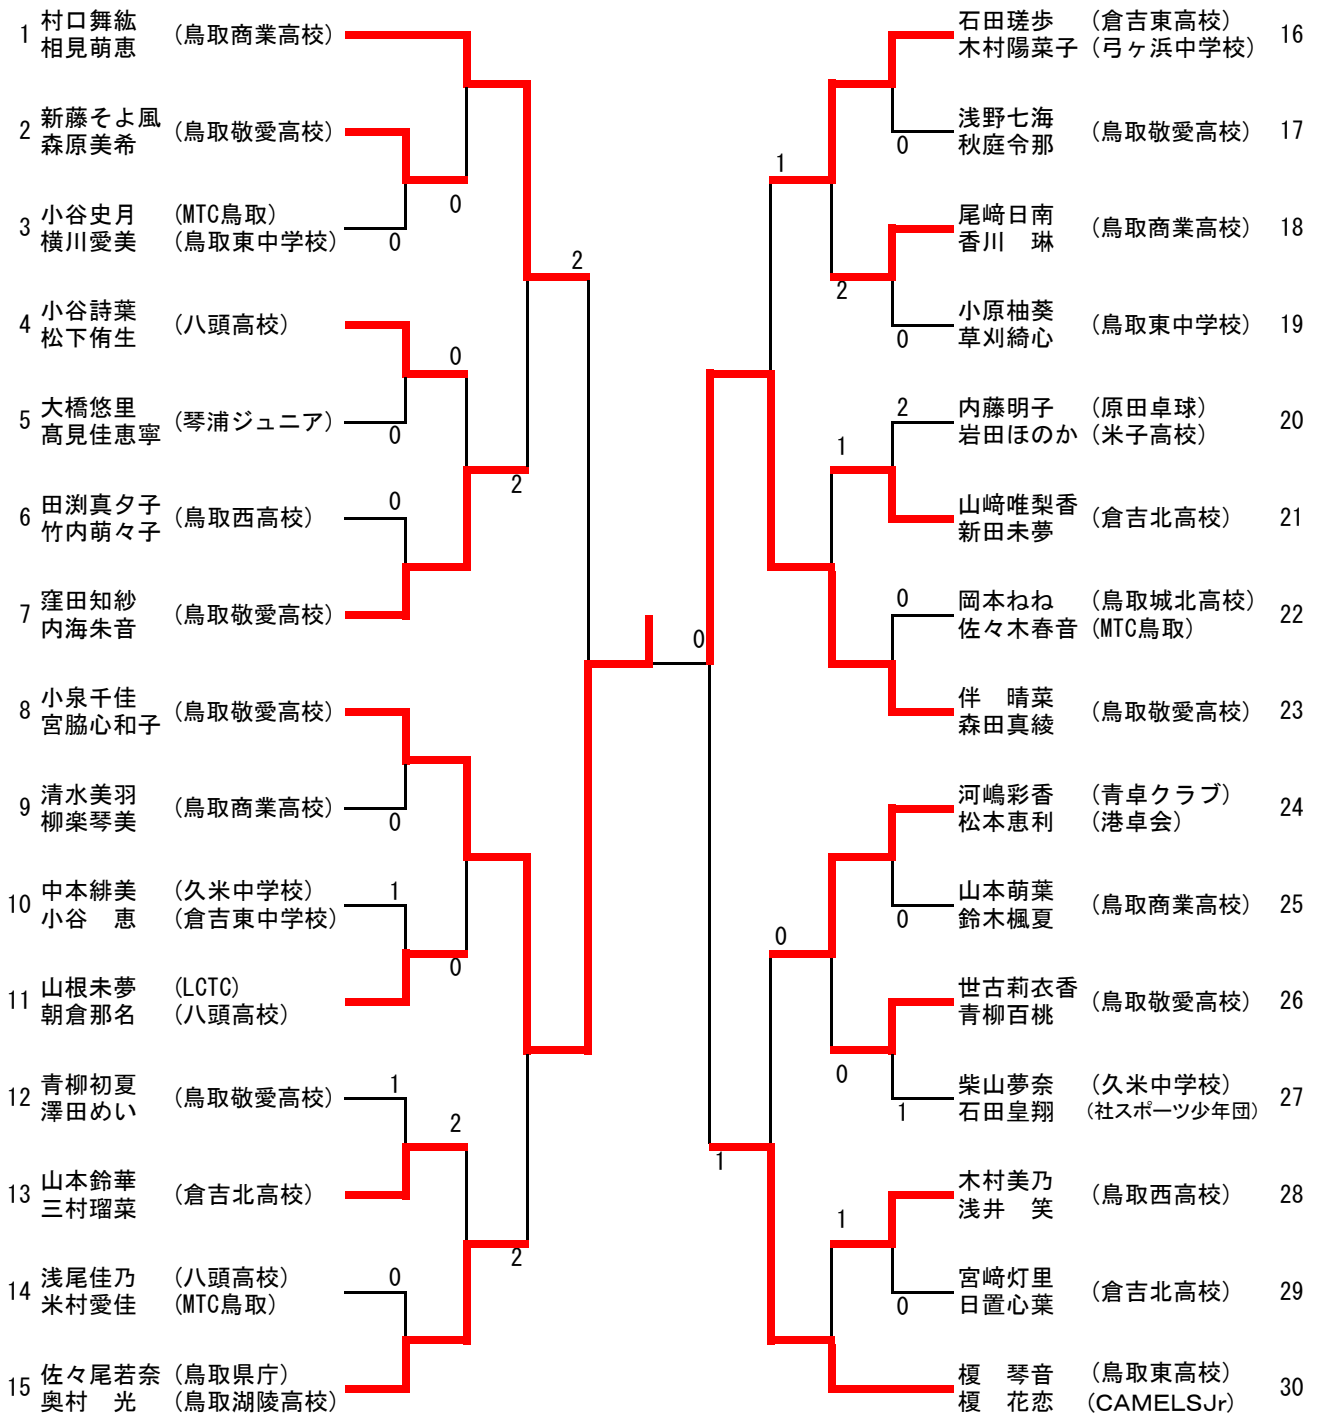 1 村口舞紘 (鳥取商業高校)
相見萌恵
2 新藤そよ風 (鳥取敬愛高校)
森原美希
0
3 小谷史月 (MTC鳥取)
横川愛美 (鳥取東中学校)
0
2
4 小谷詩葉 (八頭高校)
松下侑生
0
5 大橋悠里 (琴浦ジュニア)
髙見佳恵寧
0
2
6 田渕真夕子 (鳥取西高校)
竹内萌々子
0
7 窪田知紗 (鳥取敬愛高校)
内海朱音
8 小泉千佳 (鳥取敬愛高校)
宮脇心和子
9 清水美羽 (鳥取商業高校)
柳楽琴美
0
10 中本緋美 (久米中学校)
小谷 恵 (倉吉東中学校)
1
0
11 山根未夢 (LCTC)
朝倉那名 (八頭高校)
12 青柳初夏 (鳥取敬愛高校)
澤田めい
1
2
13 山本鈴華 (倉吉北高校)
三村瑠菜
2
14 浅尾佳乃 (八頭高校)
米村愛佳 (MTC鳥取)
0
15 佐々尾若奈 (鳥取県庁)
奥村 光 (鳥取湖陵高校)
0
石田瑳歩 (倉吉東高校) 16
木村陽菜子 (弓ヶ浜中学校)
浅野七海 (鳥取敬愛高校) 17
秋庭令那
0
1
尾﨑日南 (鳥取商業高校) 18
香川 琳
2
小原柚葵 (鳥取東中学校) 19
草刈綺心
0
内藤明子 (原田卓球) 20
岩田ほのか (米子高校)
2
1
山﨑唯梨香 (倉吉北高校) 21
新田未夢
岡本ねね (鳥取城北高校) 22
佐々木春音 (MTC鳥取)
0
伴 晴菜 (鳥取敬愛高校) 23
森田真綾
河嶋彩香 (青卓クラブ) 24
松本恵利 (港卓会)
山本萌葉 (鳥取商業高校) 25
鈴木楓夏
0
0
世古莉衣香 (鳥取敬愛高校) 26
青柳百桃
0
柴山夢奈 (久米中学校) 27
石田皇翔 (社スポーツ少年団)
1
1
木村美乃 (鳥取西高校) 28
浅井 笑
1
宮﨑灯里 (倉吉北高校) 29
日置心葉
0
榎 琴音 (鳥取東高校) 30
榎 花恋 (CAMELSJr)